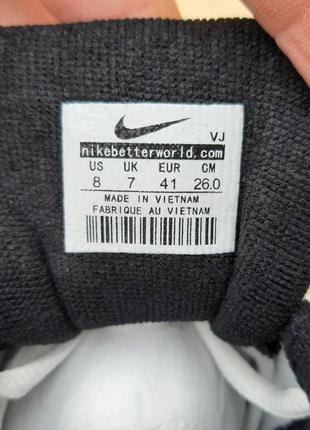 VJ
nikebetterworld.com
US UK EUR CM
8 7 41 26.0
MADE IN VIETNAM
FABRIQUE AU VIETNAM